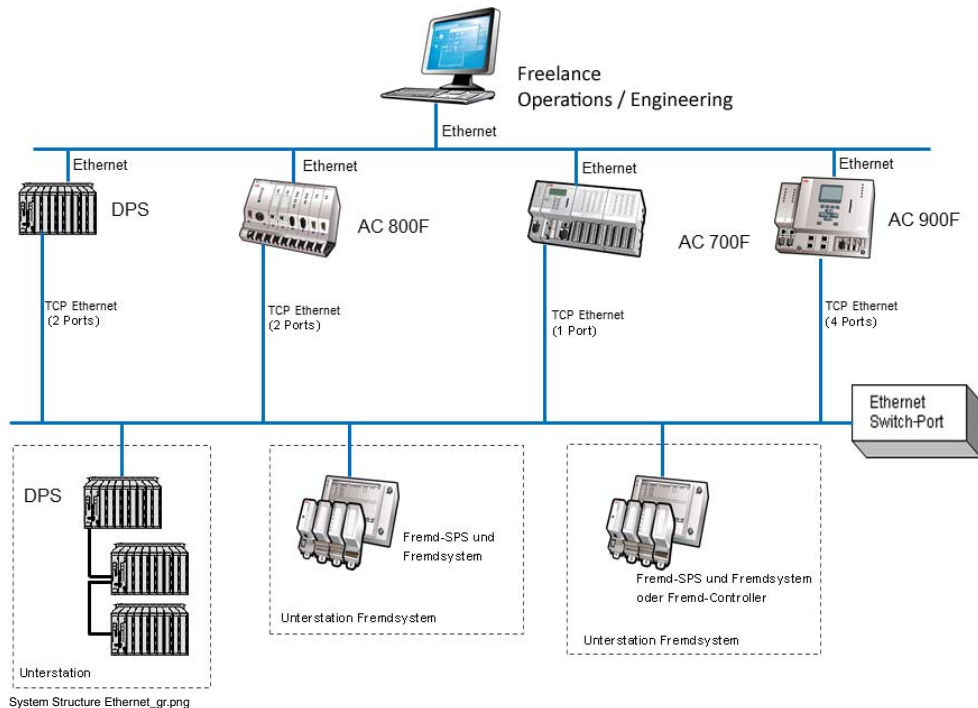 Freelance
Operations / Engineering
Ethernet
Ethernet
Ethernet
Ethernet
Ethernet
DPS
AC 800F
AC 700F
AC 900F
TCP Ethernet
(2 Ports)
TCP Ethernet
(2 Ports)
TCP Ethernet
(1 Port)
TCP Ethernet
(4 Ports)
Ethernet
Switch-Port
DPS
Unterstation
Fremd-SPS und
Fremdsystem
Unterstation Fremdsystem
Fremd-SPS und Fremdsystem
oder Fremd-Controller
Unterstation Fremdsystem
System Structure Ethernet_gr.png